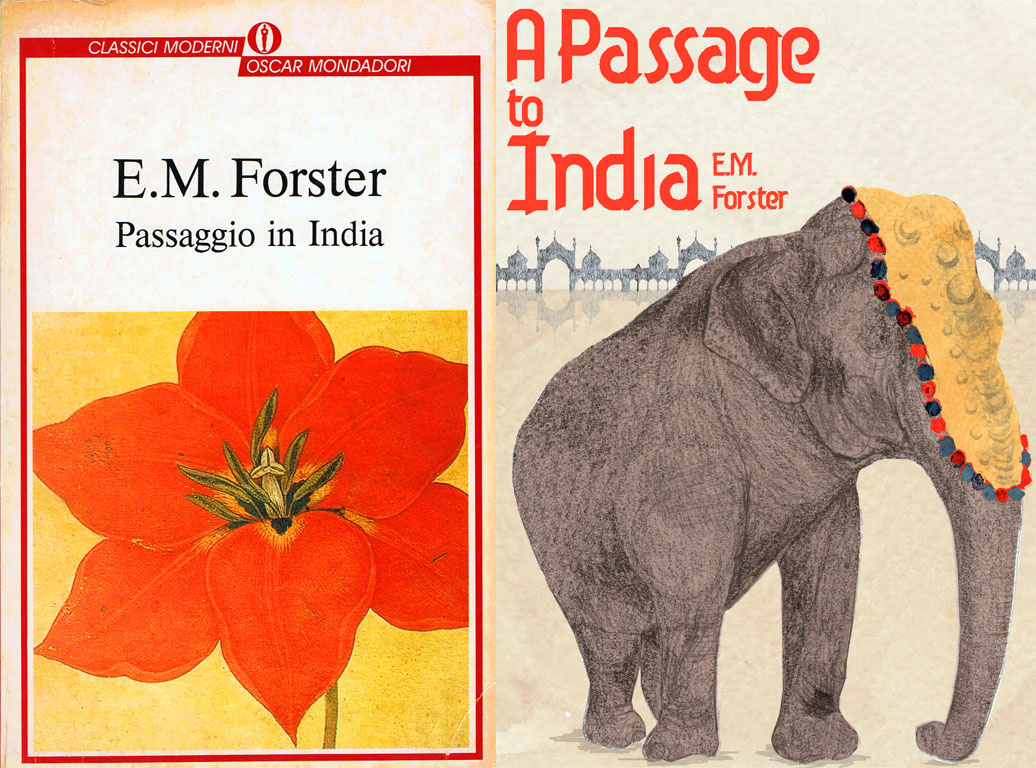 CLASSICI MODERNI
OSCAR MONDADORI
E.M. Forster
Passaggio in India
A Passage
to
India
E.M.
Forster